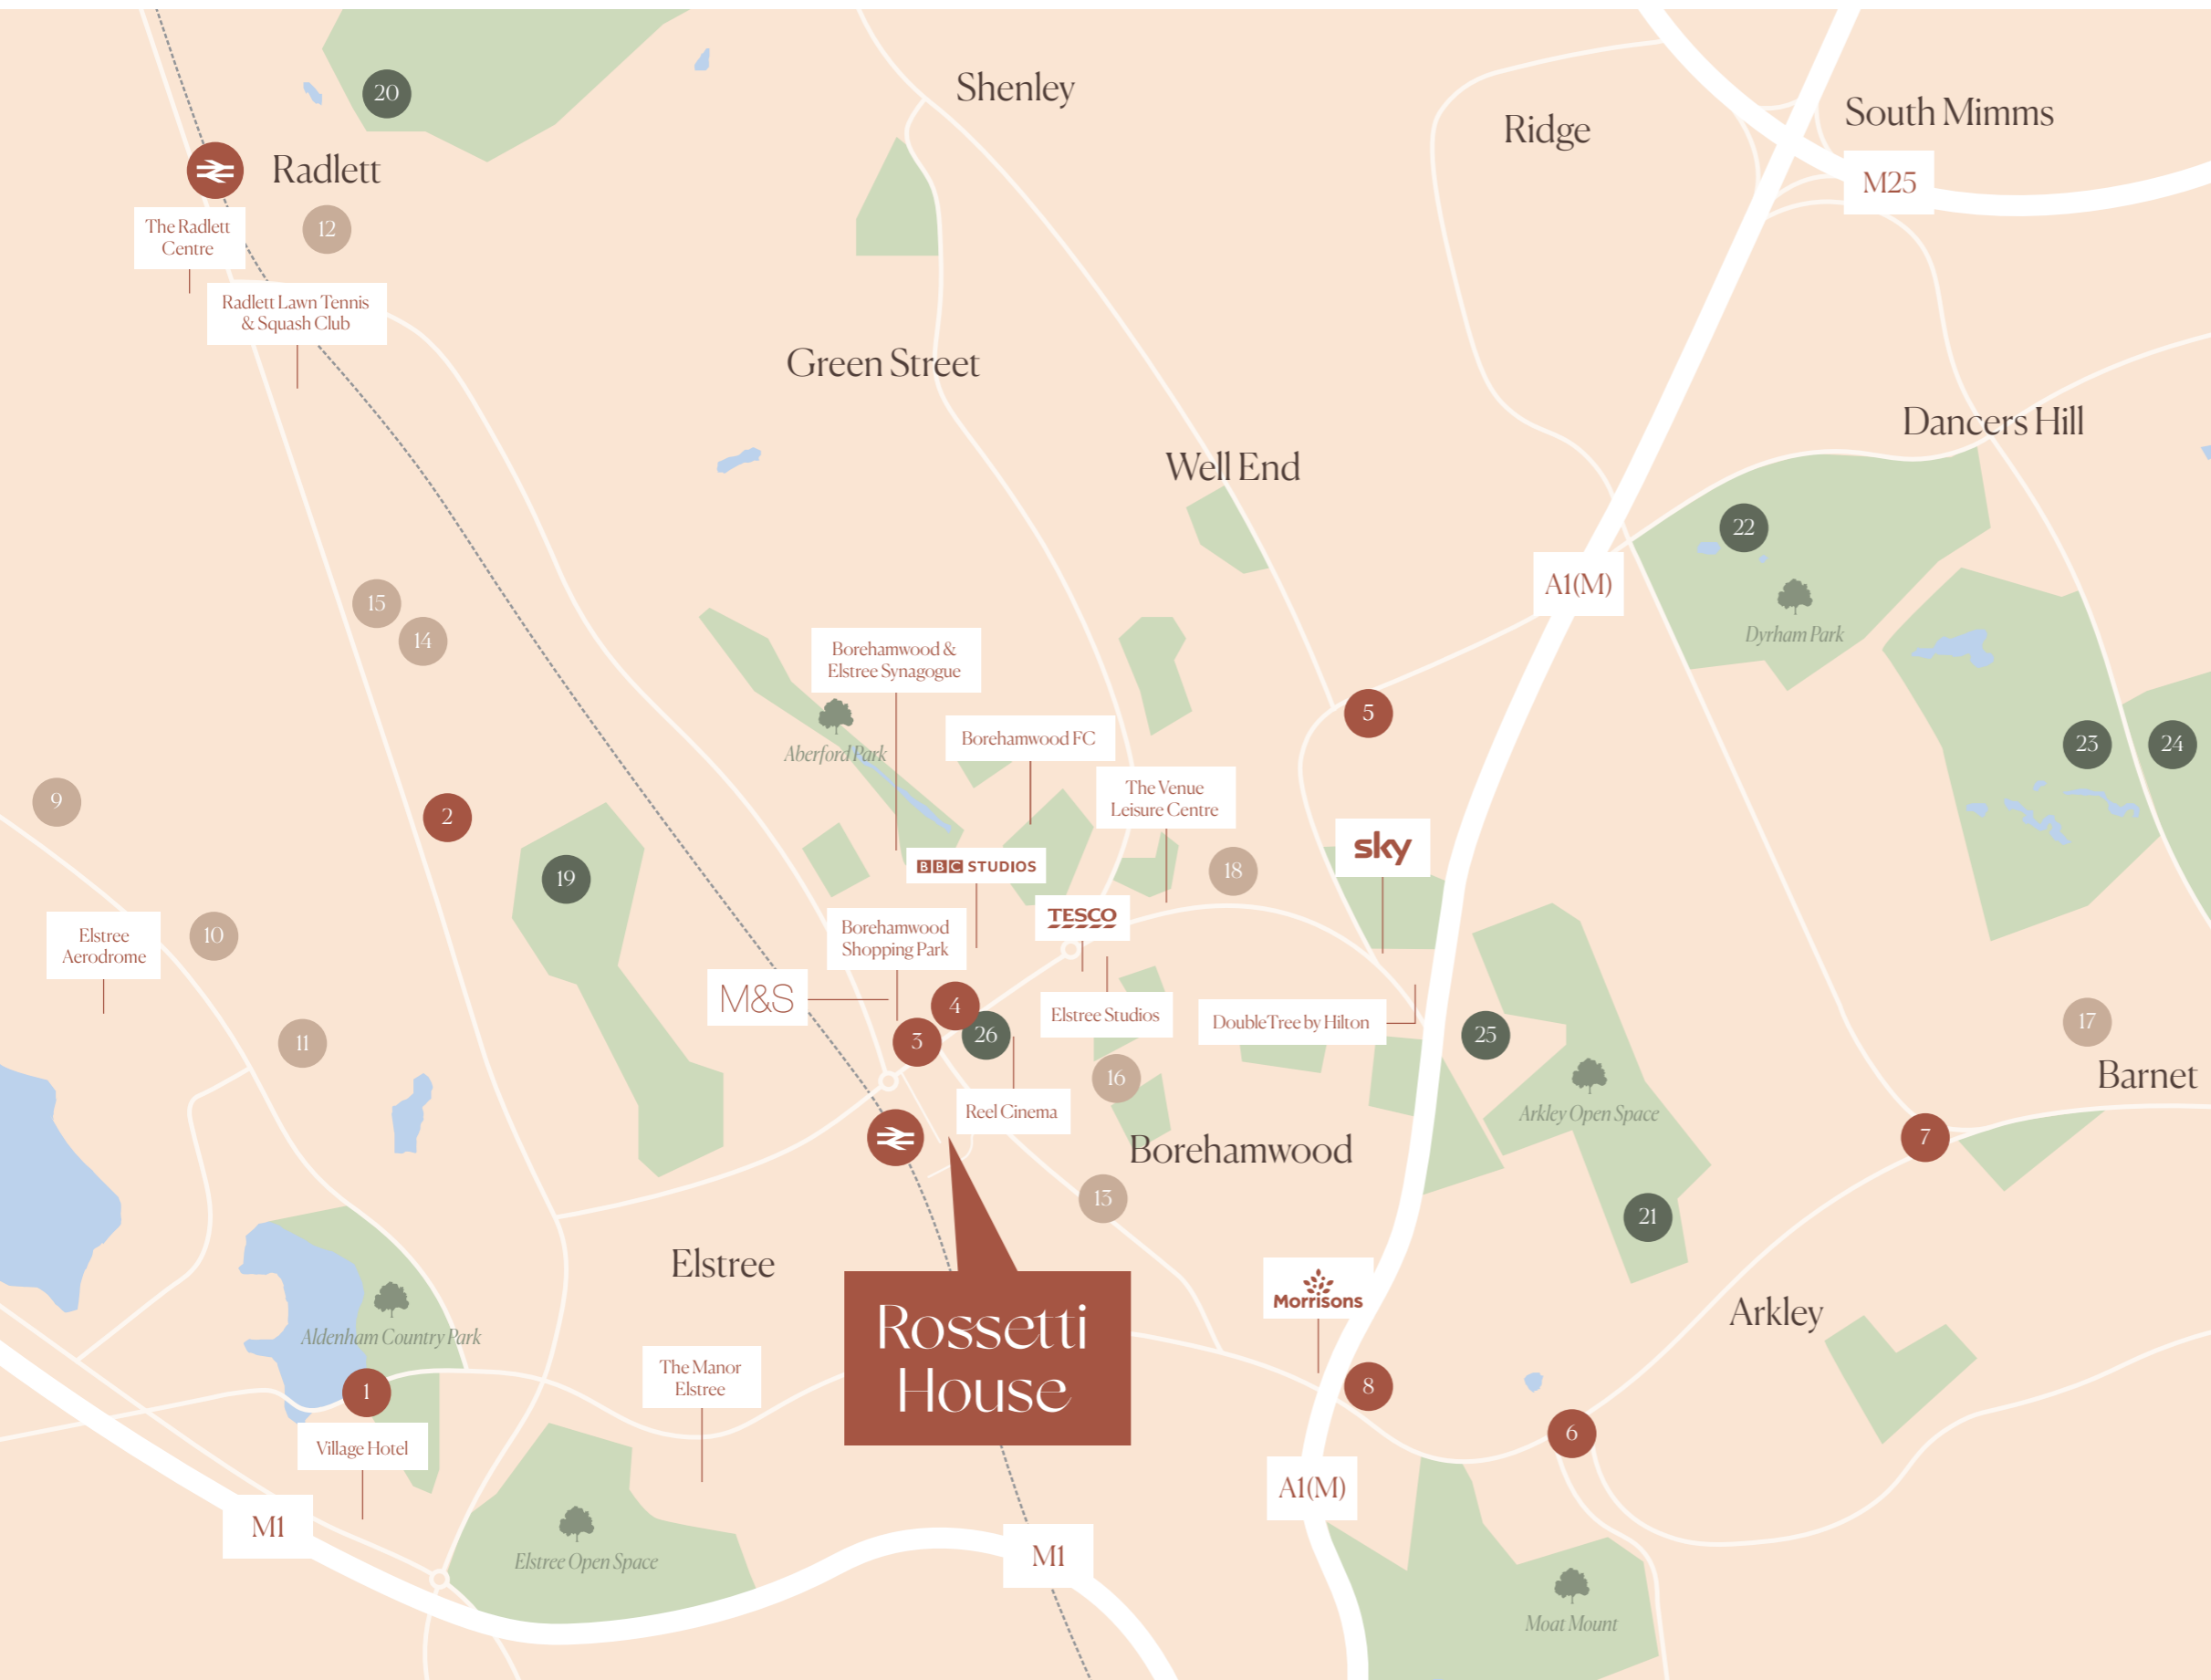 Shenley
20
South Mimms
Ridge
Radlett
M25
The Radlett
Centre
12
Radlett Lawn Tennis
& Squash Club
Green Street
Dancers Hill
Well End
22
A1(M)
15
14
Dyrham Park
Borehamwood &
Elstree Synagogue
5
Borehamwood FC
Aberford Park
23
24
The Venue
Leisure Centre
9
2
sky
BBC STUDIOS
18
19
TESCO
Elstree
Aerodrome
10
Borehamwood
Shopping Park
M&S
4
Elstree Studios
DoubleTree by Hilton
3
26
25
17
11
16
Barnet
Reel Cinema
Arkley Open Space
Borehamwood
7
13
21
Elstree
Morrisons
Arkley
Rossetti
House
Aldenham Country Park
The Manor
Elstree
1
8
6
Village Hotel
A1(M)
M1
Elstree Open Space
M1
Moat Mount